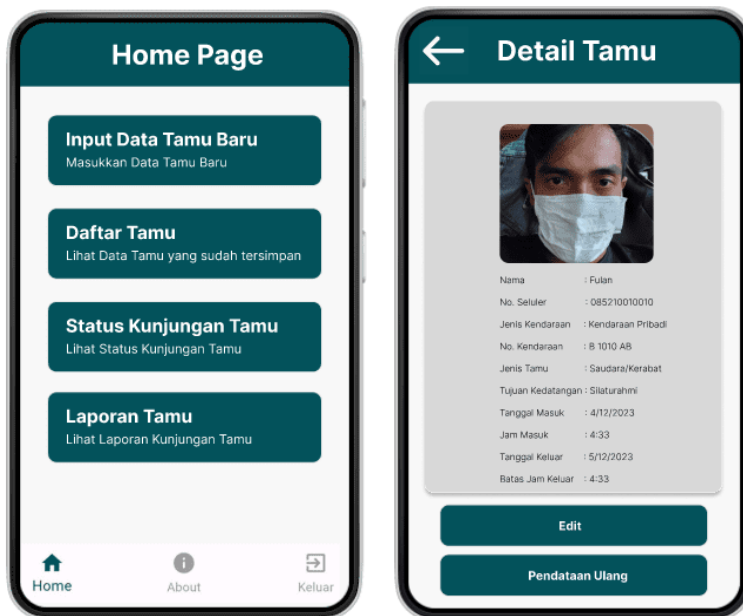 Home Page
Input Data Tamu Baru
Masukkan Data Tamu Baru
Daftar Tamu
Lihat Data Tamu yang sudah tersimpan
Status Kunjungan Tamu
Lihat Status Kunjungan Tamu
Laporan Tamu
Lihat Laporan Kunjungan Tamu
Home
About
Keluar
Detail Tamu
Nama : Fulan
No. Seluler : 085210010010
Jenis Kendaraan : Kendaraan Pribadi
No. Kendaraan : B 1010 AB
Jenis Tamu : Saudara/Kerabat
Tujuan Kedatangan : Silaturahmi
Tanggal Masuk : 4/12/2023
Jam Masuk : 4:33
Tanggal Keluar : 5/12/2023
Batas Jam Keluar : 4:33
Edit
Pendataan Ulang